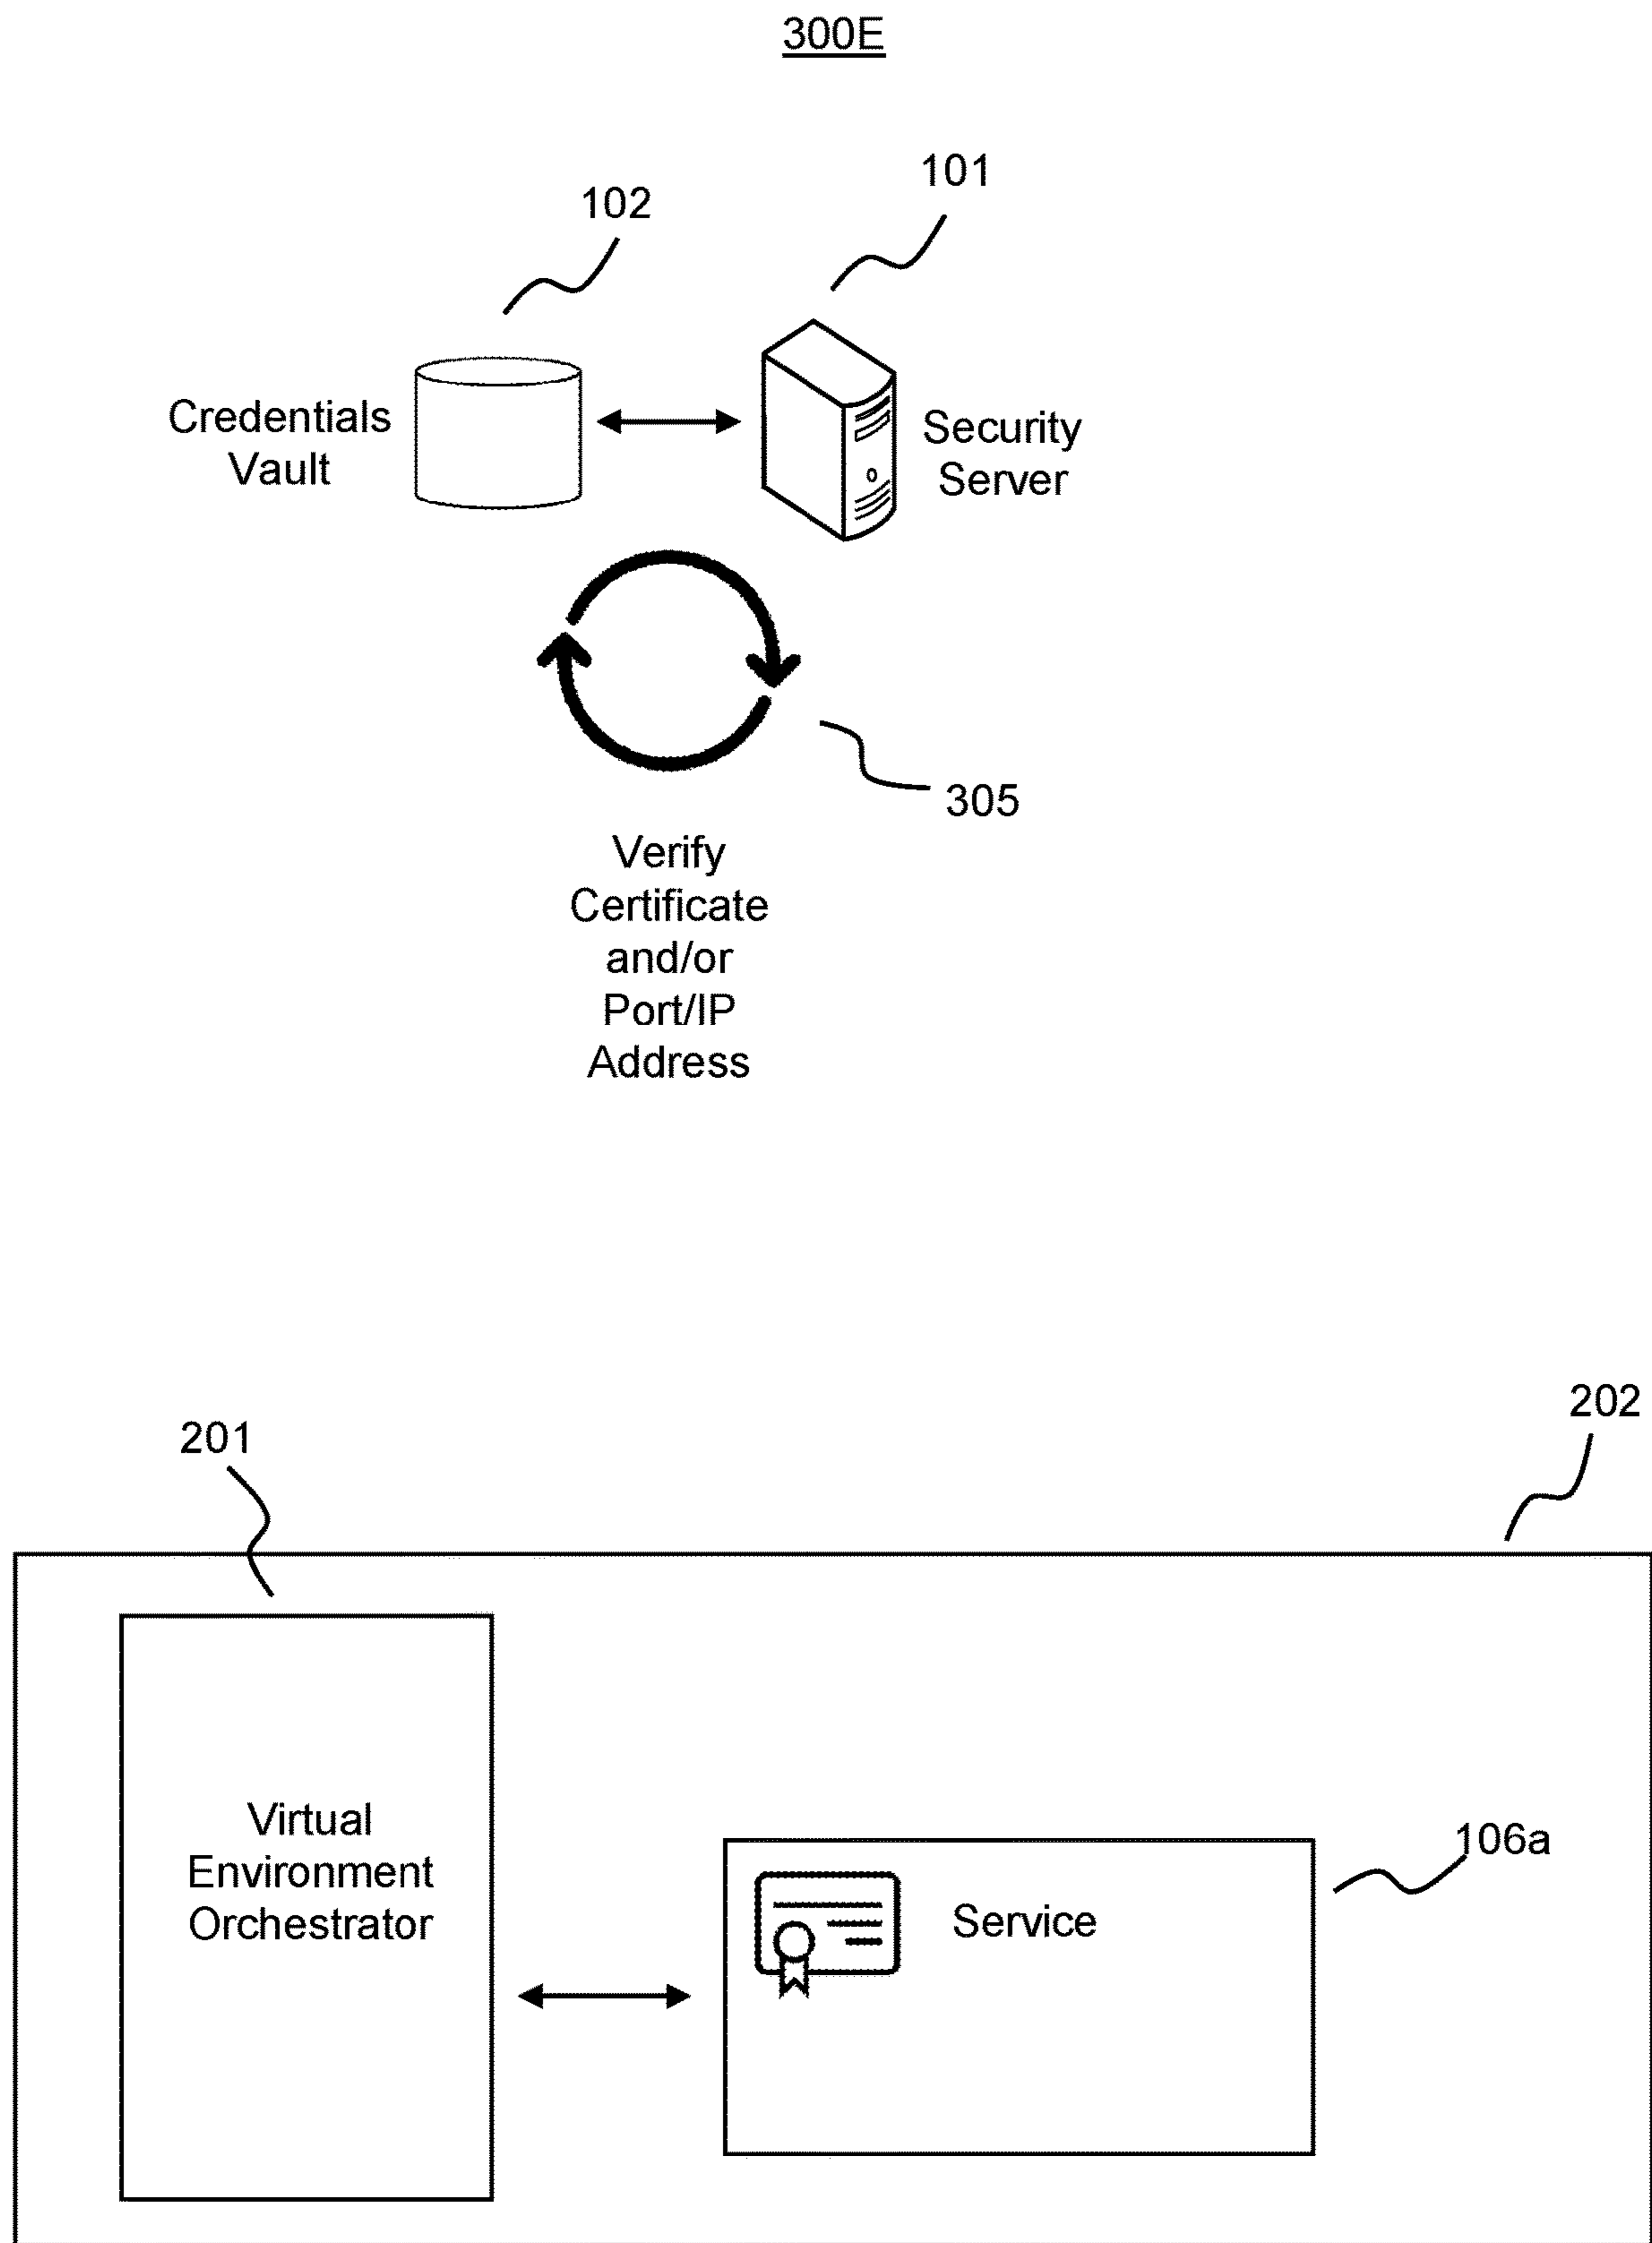 300E
101
102
Credentials
Vault
Security
Server
305
Verify
Certificate
and/or
Port/IP
Address
202
201
Virtual
Environment
Orchestrator
106a
Service